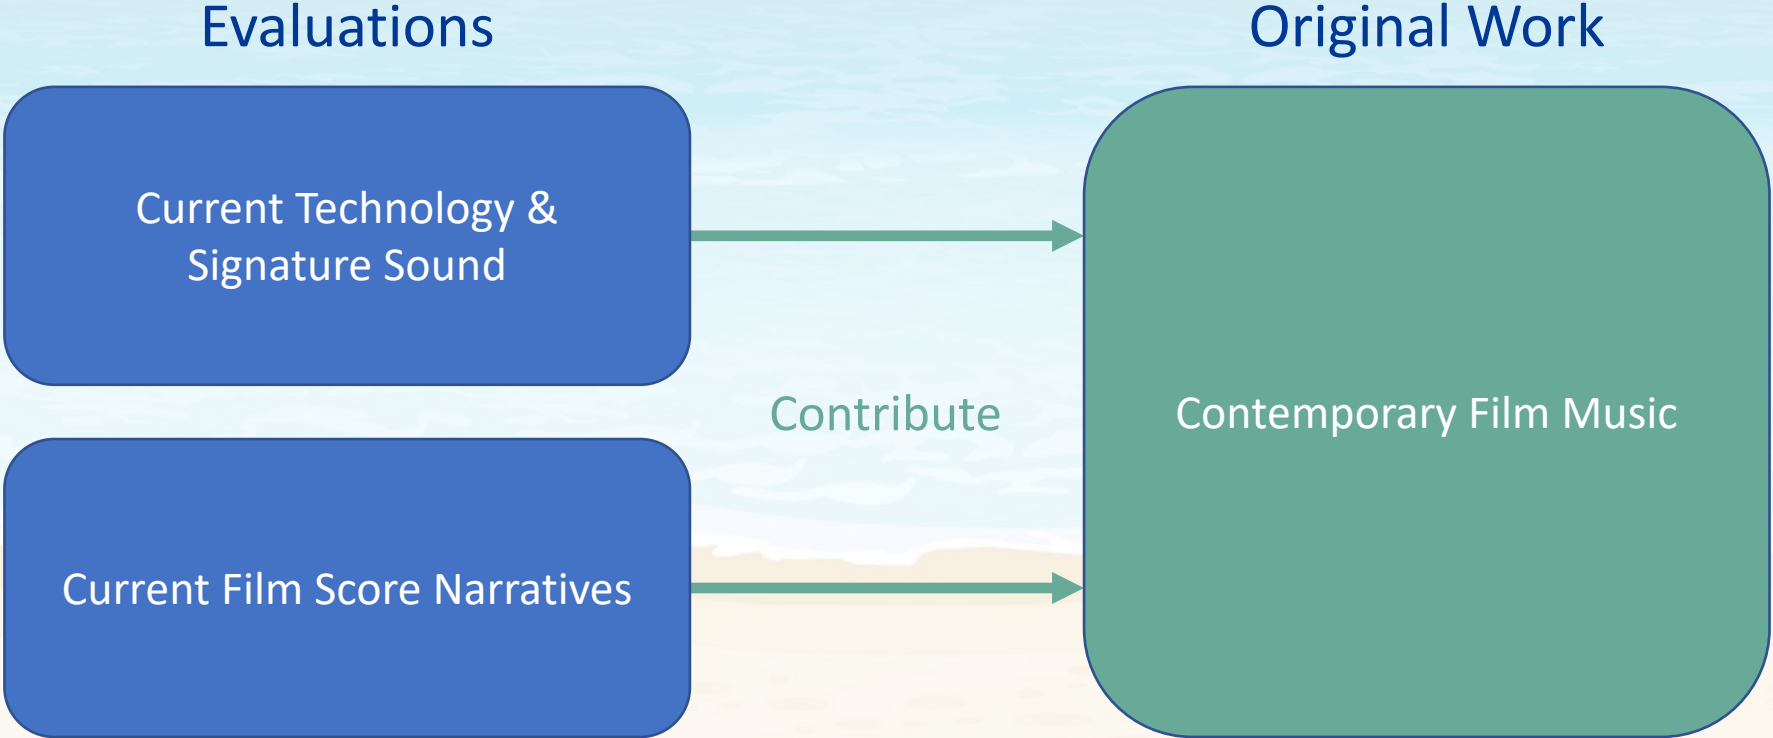 Evaluations
Original Work
Current Technology &
Signature Sound
Contribute
Contemporary Film Music
Current Film Score Narratives